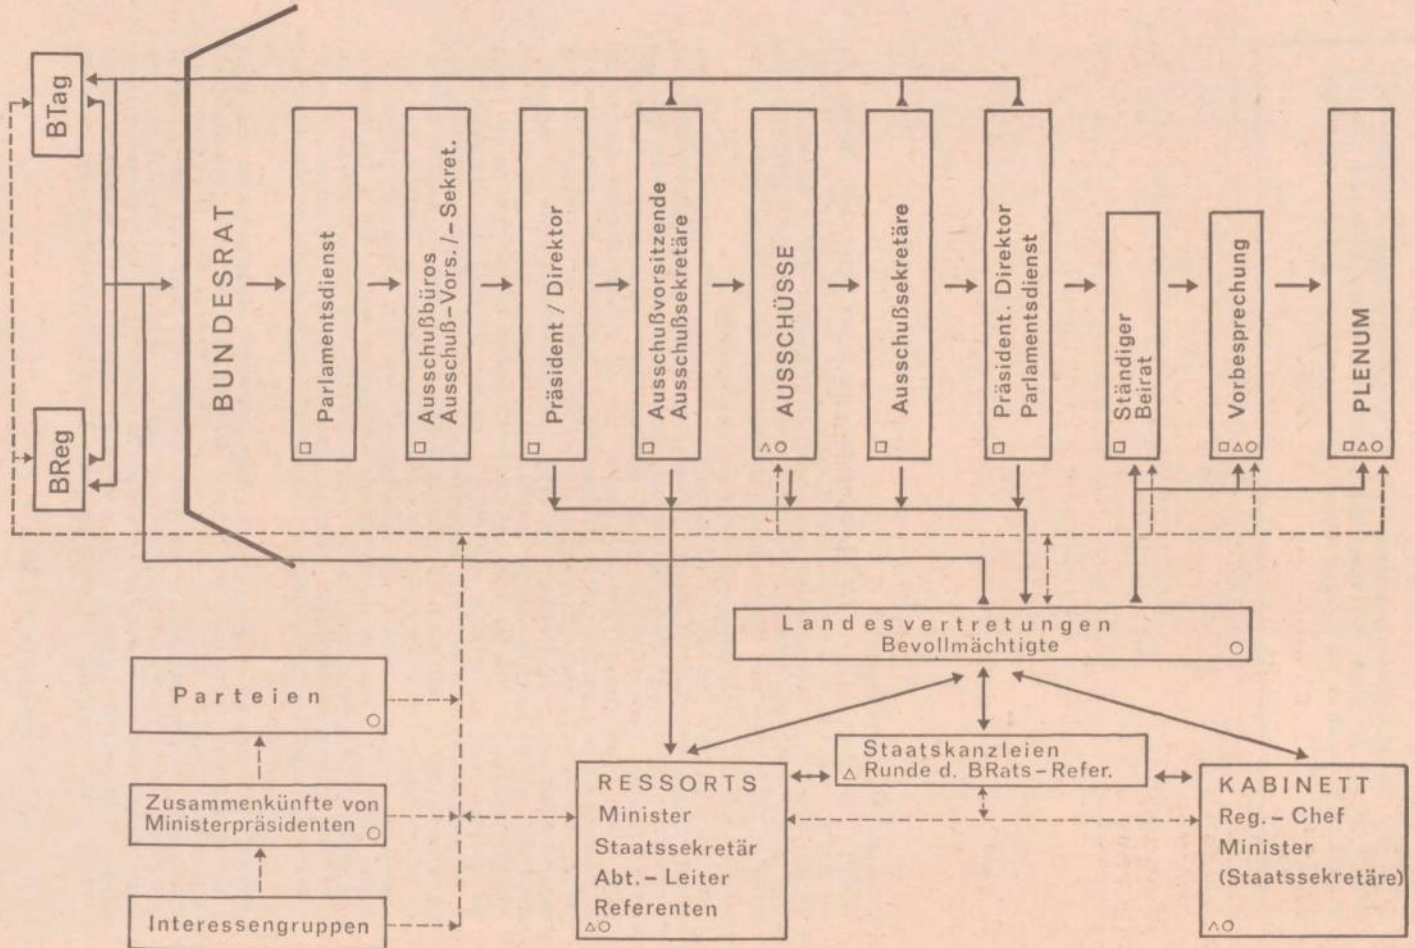 BTag
BReg
BUNDESRAT
Parlamentsdienst
Ausschußbüros
Ausschuß-Vors./-Sekret.
Präsident / Direktor
Ausschußvorsitzende
Ausschußsekretäre
AUSSCHÜSSE
Ausschußsekretäre
Präsident. Direktor
Parlamentsdienst
Ständiger
Beirat
Vorbesprechung
PLENUM
Landesvertretungen
Bevollmächtigte
Parteien
Zusammenkünfte von
Ministerpräsidenten
Interessengruppen
RESSORTS
Minister
Staatssekretär
Abt.-Leiter
Referenten
Staatskanzleien
Runde d. BRats-Refer.
KABINETT
Reg.-Chef
Minister
(Staatssekretäre)